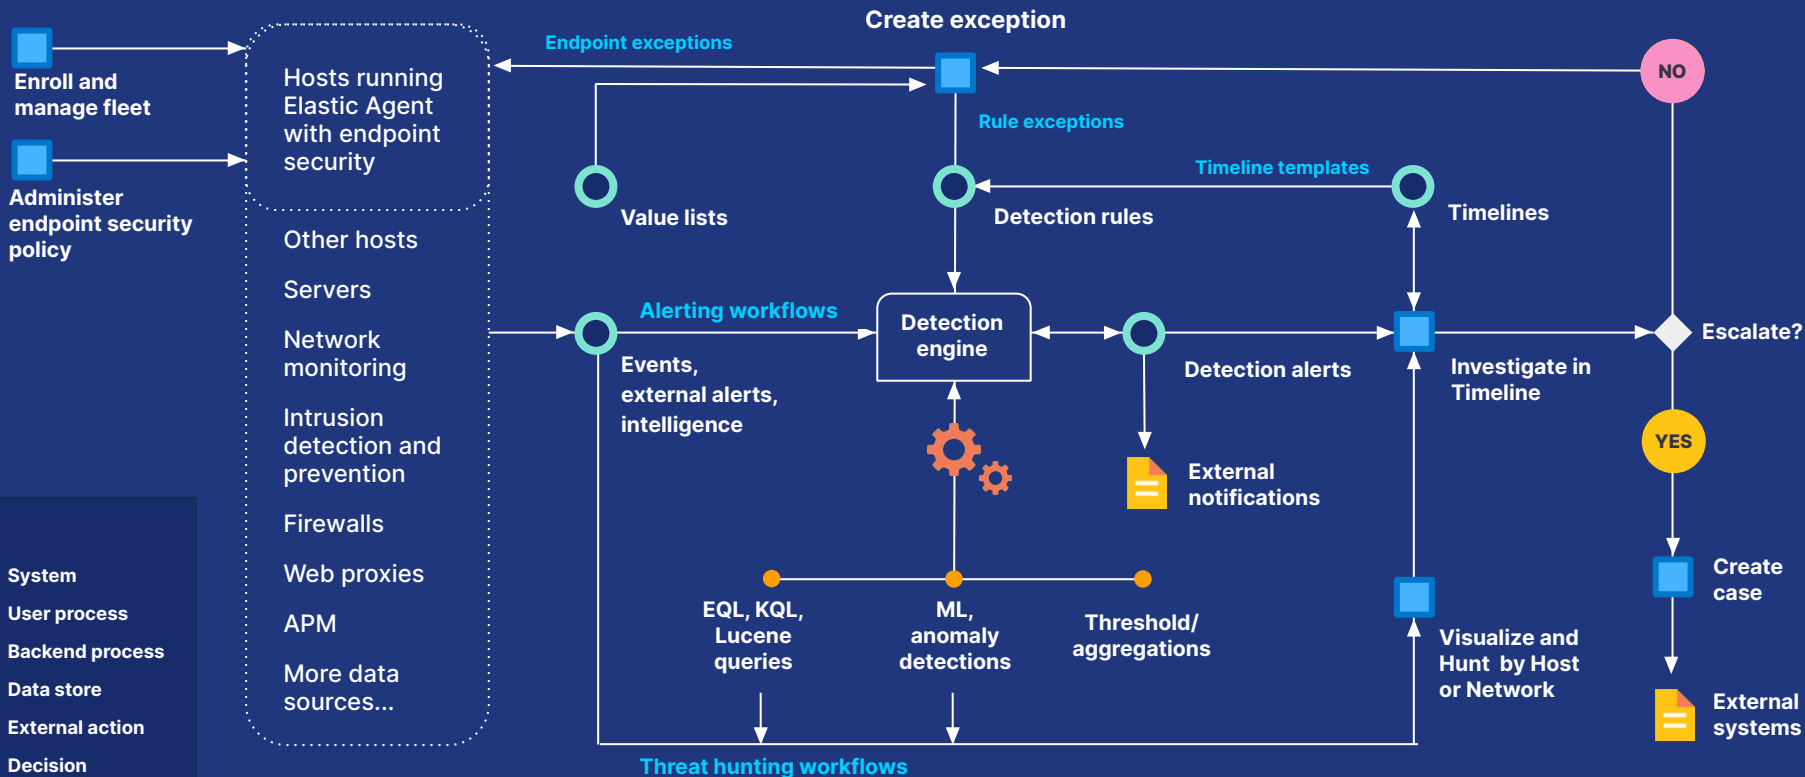 Create exception
Endpoint exceptions
NO
Enroll and
manage fleet
Hosts running
Elastic Agent
with endpoint
security
Rule exceptions
Timeline templates
Administer
endpoint security
policy
Value lists
Detection rules
Timelines
Other hosts
Servers
Network
monitoring
Intrusion
detection and
prevention
Firewalls
Web proxies
APM
More data
sources...
Alerting workflows
Events,
external alerts,
intelligence
Detection
engine
Detection alerts
Investigate in
Timeline
Escalate?
YES
External
notifications
EQL, KQL,
Lucene
queries
ML,
anomaly
detections
Threshold/
aggregations
Visualize and
Hunt by Host
or Network
Create
case
External
systems
Threat hunting workflows
System
User process
Backend process
Data store
External action
Decision